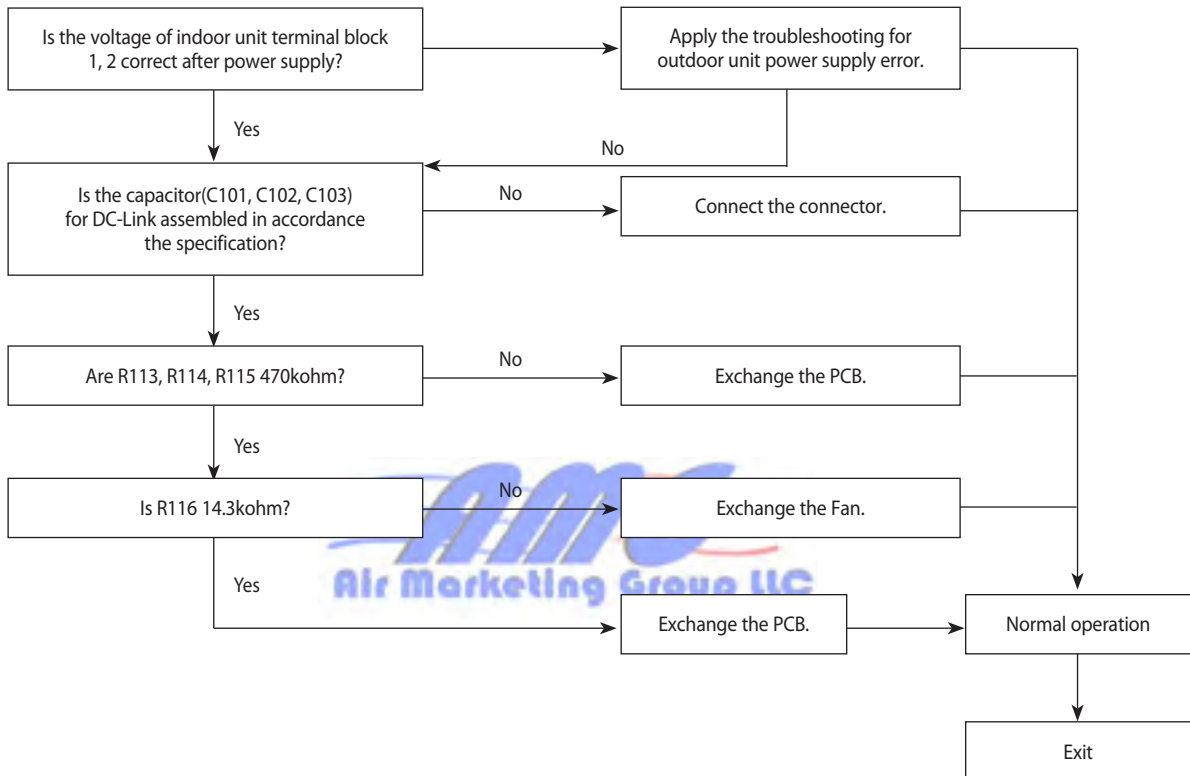 Is the voltage of indoor unit terminal block
1, 2 correct after power supply?
Apply the troubleshooting for
outdoor unit power supply error.
Yes
No
Is the capacitor(C101, C102, C103)
for DC-Link assembled in accordance
the specification?
No
Connect the connector.
Yes
Are R113, R114, R115 470kohm?
No
Exchange the PCB.
Yes
Is R116 14.3kohm?
No
Exchange the Fan.
AMG
Air Marketing Group LLC
Yes
Exchange the PCB.
Normal operation
Exit